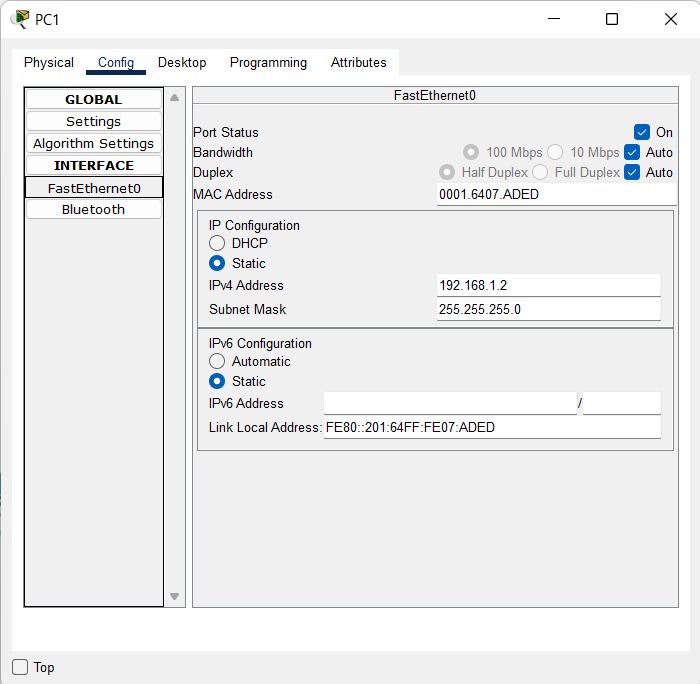 PC1
Physical Config Desktop Programming Attributes
GLOBAL
Settings
Algorithm Settings
INTERFACE
FastEthernet0
Bluetooth
FastEthernet0
Port Status On
Bandwidth 100 Mbps 10 Mbps Auto
Duplex Half Duplex Full Duplex Auto
MAC Address 0001.6407.ADED
IP Configuration
DHCP
Static
IPv4 Address 192.168.1.2
Subnet Mask 255.255.255.0
IPv6 Configuration
Automatic
Static
IPv6 Address /
Link Local Address: FE80::201:64FF:FE07:ADED
Top